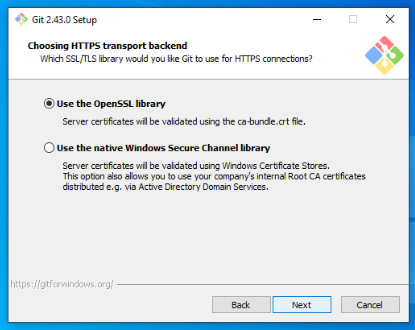 Git 2.43.0 Setup
Choosing HTTPS transport backend
Which SSL/TLS library would you like Git to use for HTTPS connections?
Use the OpenSSL library
Server certificates will be validated using the ca-bundle.crt file.
Use the native Windows Secure Channel library
Server certificates will be validated using Windows Certificate Stores.
This option also allows you to use your company's internal Root CA certificates
distributed e.g. via Active Directory Domain Services.
https://gitforwindows.org/
Back
Next
Cancel